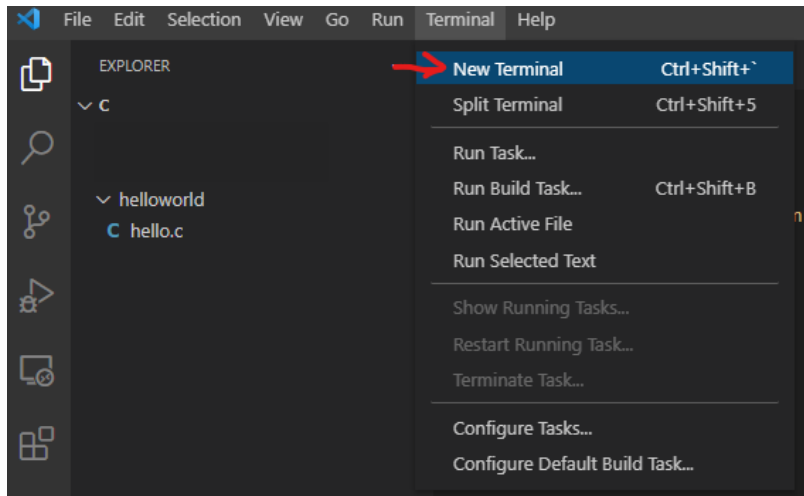 File Edit Selection View Go Run Terminal Help
EXPLORER
C
helloworld
C hello.c
New Terminal Ctrl+Shift+`
Split Terminal Ctrl+Shift+5
Run Task...
Run Build Task... Ctrl+Shift+B
Run Active File
Run Selected Text
Show Running Tasks...
Restart Running Task...
Terminate Task...
Configure Tasks...
Configure Default Build Task...
n